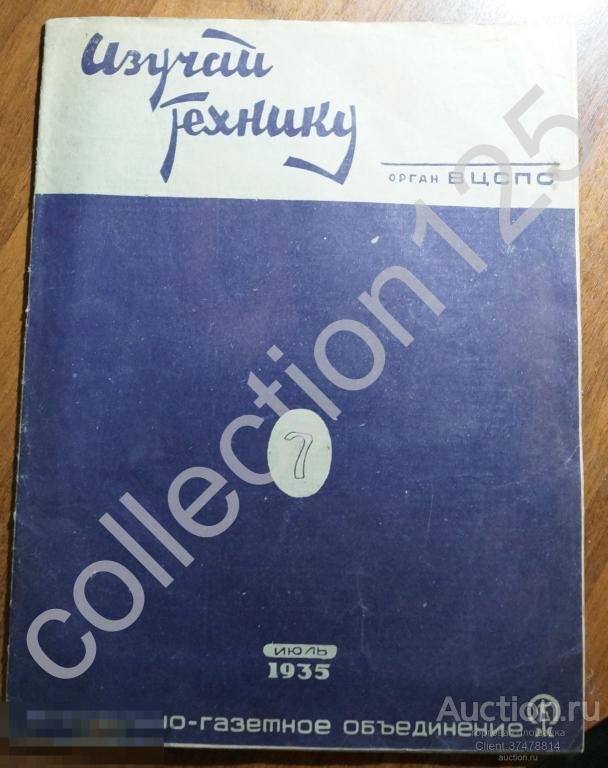 Изучай
Технику
ОРГАН ВЦСПС
7
ИЮЛЬ
1935
но-газетное объединение
collection125
Auction.ru
Client 37478814
auction.ru